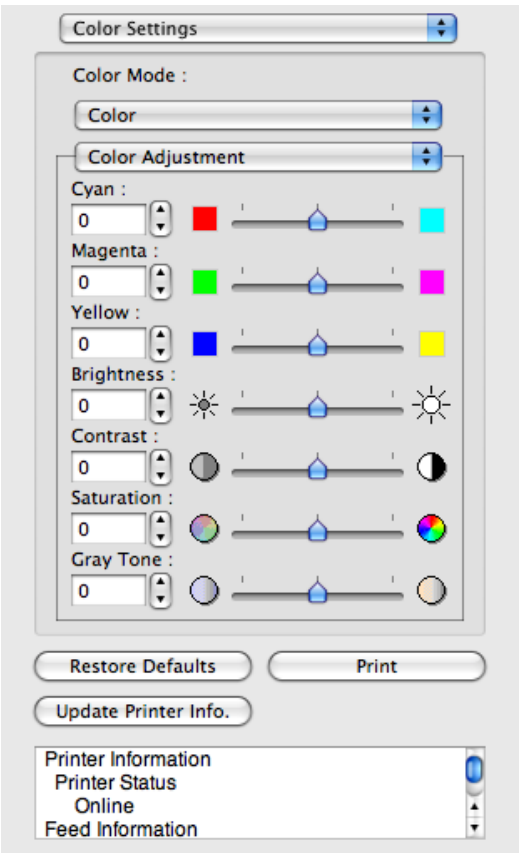 Color Settings
Color Mode :
Color
Color Adjustment
Cyan :
0
Magenta :
0
Yellow :
0
Brightness :
0
Contrast :
0
Saturation :
0
Gray Tone :
0
Restore Defaults
Print
Update Printer Info.
Printer Information
Printer Status
Online
Feed Information